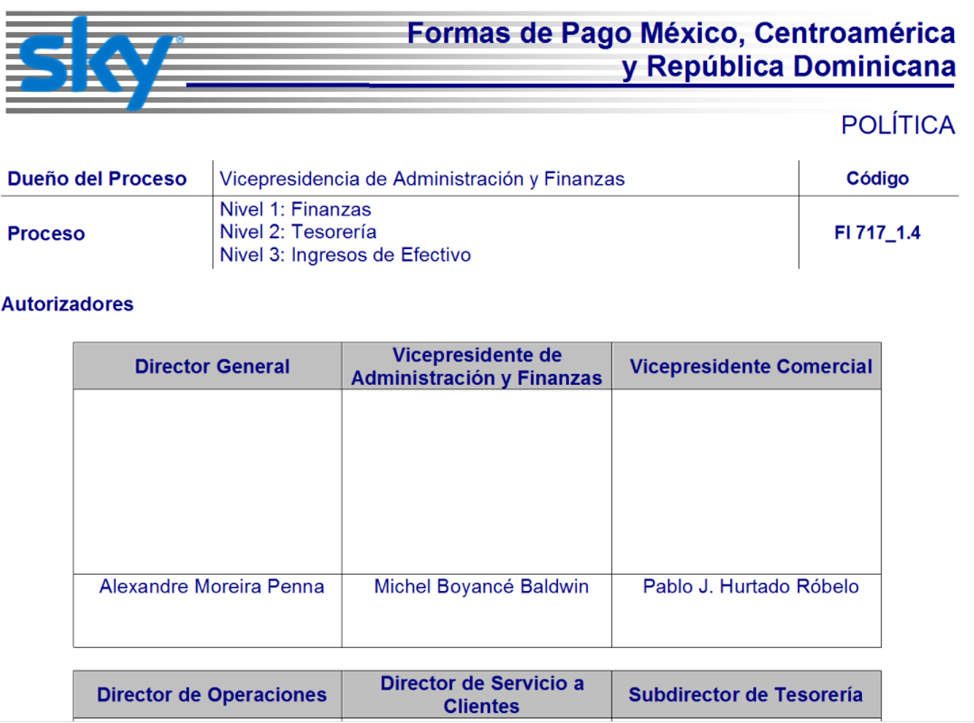 sky®
Formas de Pago México, Centroamérica
y República Dominicana
POLÍTICA
Dueño del Proceso
Vicepresidencia de Administración y Finanzas
Código
Proceso
Nivel 1: Finanzas
Nivel 2: Tesorería
Nivel 3: Ingresos de Efectivo
FI 717_1.4
Autorizadores
Director General
Vicepresidente de
Administración y Finanzas
Vicepresidente Comercial
Alexandre Moreira Penna
Michel Boyancé Baldwin
Pablo J. Hurtado Róbelo
Director de Operaciones
Director de Servicio a
Clientes
Subdirector de Tesorería